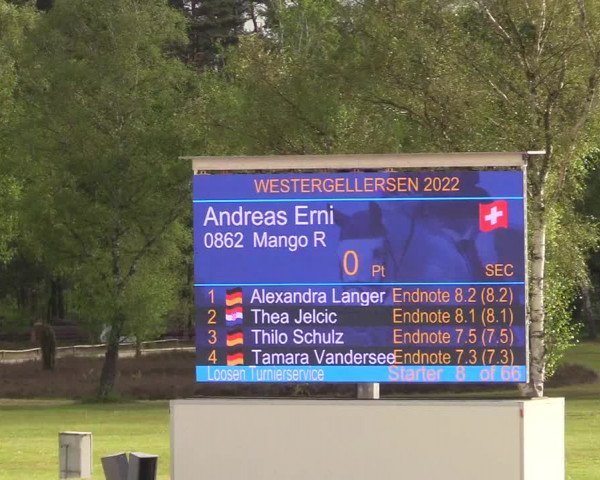 WESTERGELLERSEN 2022
Andreas Erni
0862 Mango R
0 Pt SEC
1 Alexandra Langer Endnote 8.2 (8.2)
2 Thea Jelcic Endnote 8.1 (8.1)
3 Thilo Schulz Endnote 7.5 (7.5)
4 Tamara Vandersee Endnote 7.3 (7.3)
Loosen Turnierservice Starter 8 of 66